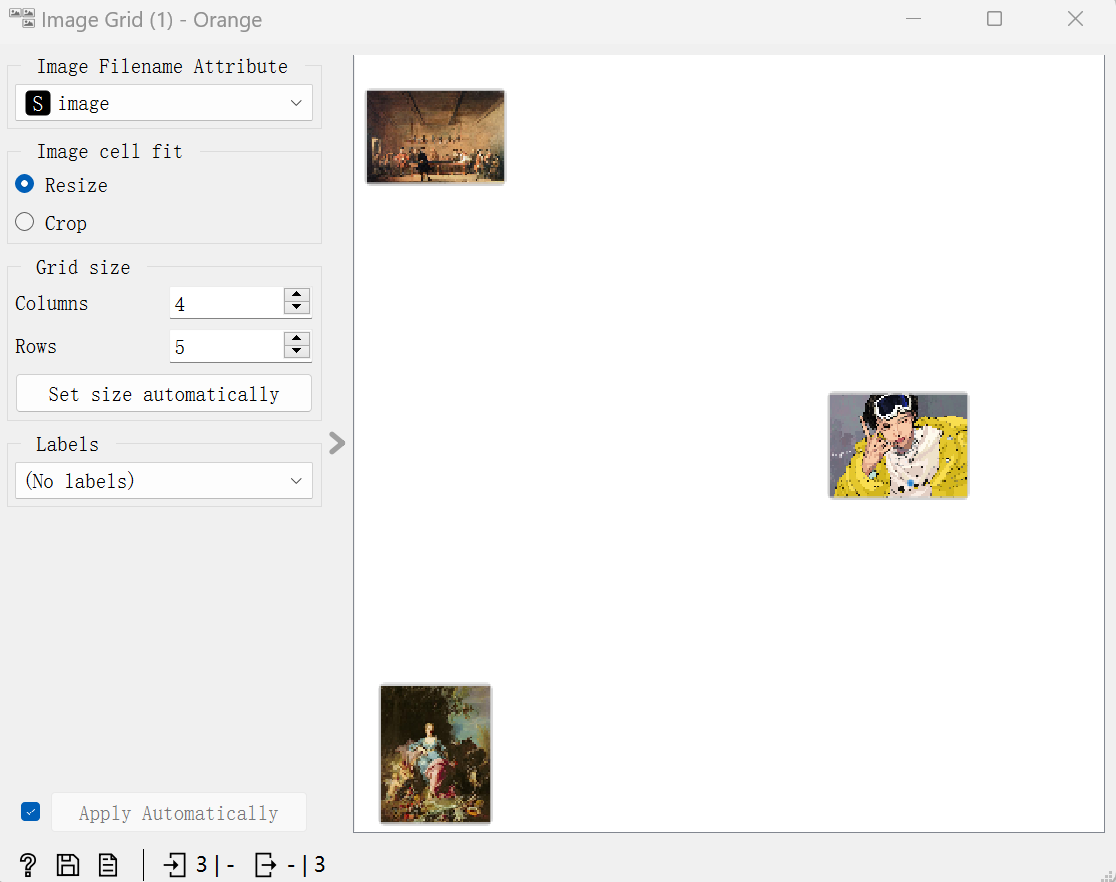 Image Grid (1) - Orange
Image Filename Attribute
S image
Image cell fit
Resize
Crop
Grid size
Columns 4
Rows 5
Set size automatically
Labels
(No labels)
Apply Automatically
? 3 | - - | 3